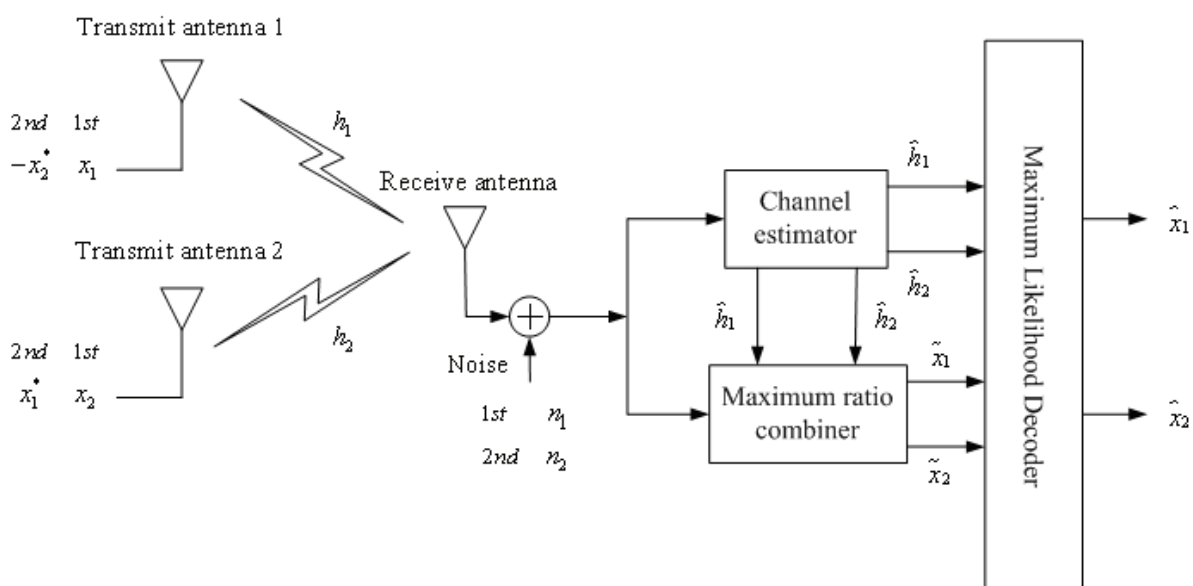 Transmit antenna 1
2nd 1st
−x₂* x₁
h₁
Receive antenna
Transmit antenna 2
2nd 1st
x₁* x₂
h₂
Noise
1st n₁
2nd n₂
Channel
estimator
ĥ₁
ĥ₂
ĥ₁
ĥ₂
Maximum ratio
combiner
x̃₁
x̃₂
Maximum Likelihood Decoder
x̂₁
x̂₂